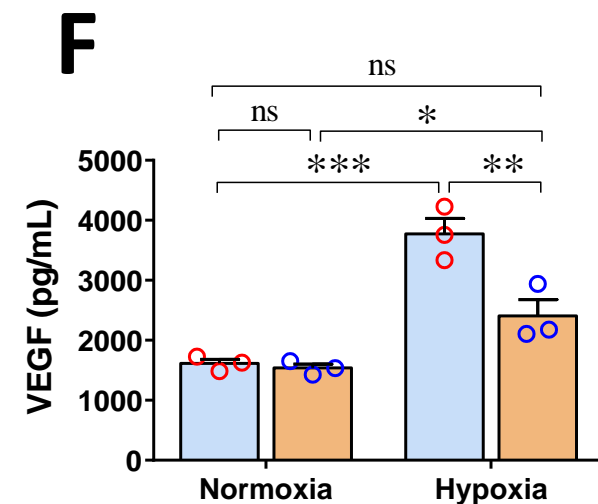 F
ns
ns
*
***
**
VEGF (pg/mL)
5000
4000
3000
2000
1000
0
Normoxia
Hypoxia